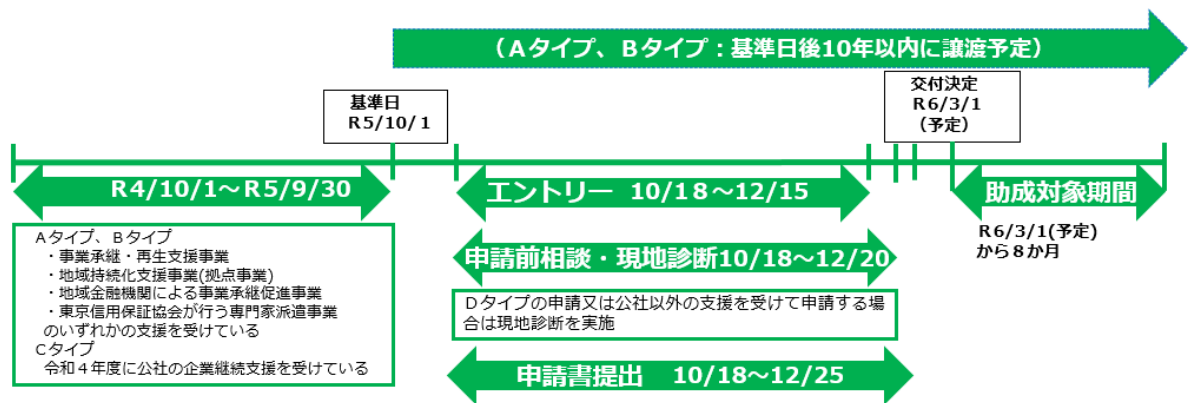 （Ａタイプ、Ｂタイプ：基準日後10年以内に譲渡予定）
基準日
Ｒ5/10/１
交付決定
Ｒ6/3/1
（予定）
Ｒ4/10/1～Ｒ5/9/30
エントリー 10/18～12/15
助成対象期間
Ａタイプ、Ｂタイプ
・事業承継・再生支援事業
・地域持続化支援事業(拠点事業)
・地域金融機関による事業承継促進事業
・東京信用保証協会が行う専門家派遣事業
のいずれかの支援を受けている
Ｃタイプ
令和４年度に公社の企業継続支援を受けている
申請前相談・現地診断10/18～12/20
Ｒ6/3/1(予定)
から８か月
Ｄタイプの申請又は公社以外の支援を受けて申請する場
合は現地診断を実施
申請書提出　10/18～12/25